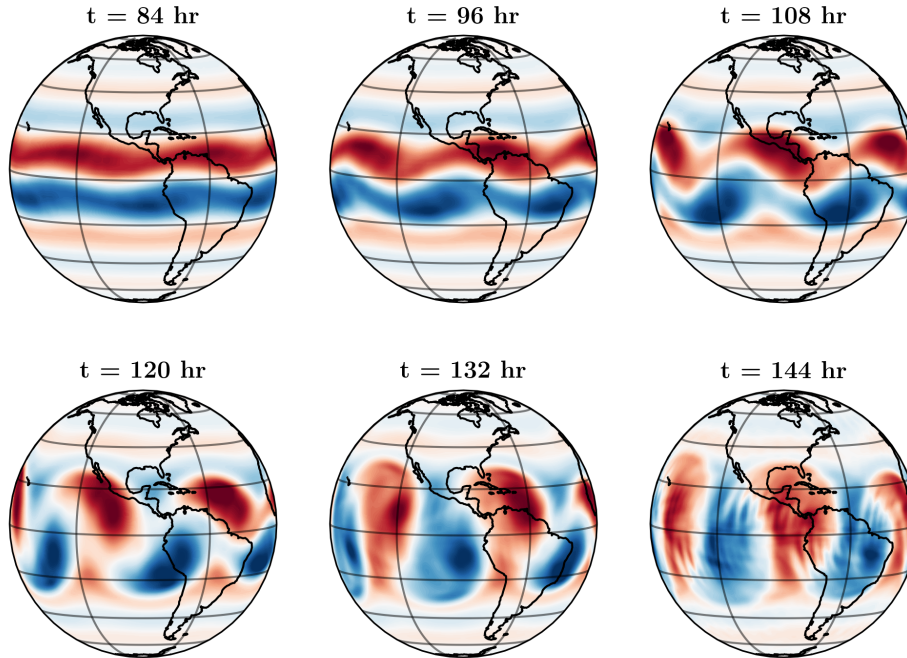 t = 84 hr
t = 96 hr
t = 108 hr
t = 120 hr
t = 132 hr
t = 144 hr